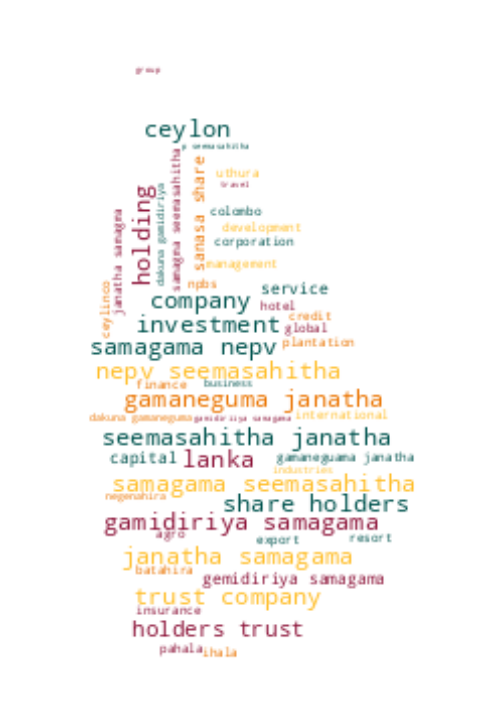 group
ceylon
p seemasahitha
samagma seemasahitha
sanasa share
uthura
travel
holding
dakuna gamidiriya
janatha samagma
colombo
development
corporation
management
npbs
ceylinco
service
company
hotel
credit
investment
global
samagama nepv
plantation
nepv seemasahitha
finance
business
gamaneguma janatha
dakuna gamaneguma
gamidiriya samagama
international
seemasahitha janatha
capital
lanka
gamaneguama janatha
industries
samagama seemasahitha
negenahira
share holders
gamidiriya samagama
agro
export
resort
janatha samagama
batahira
gemidiriya samagama
trust company
insurance
holders trust
pahala
ihala